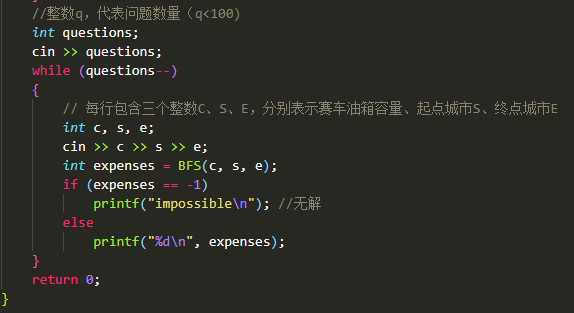 //整数q，代表问题数量（q<100)
int questions;
cin >> questions;
while (questions--)
{
// 每行包含三个整数C、S、E，分别表示赛车油箱容量、起点城市S、终点城市E
int c, s, e;
cin >> c >> s >> e;
int expenses = BFS(c, s, e);
if (expenses == -1)
printf("impossible\n"); //无解
else
printf("%d\n", expenses);
}
return 0;
}